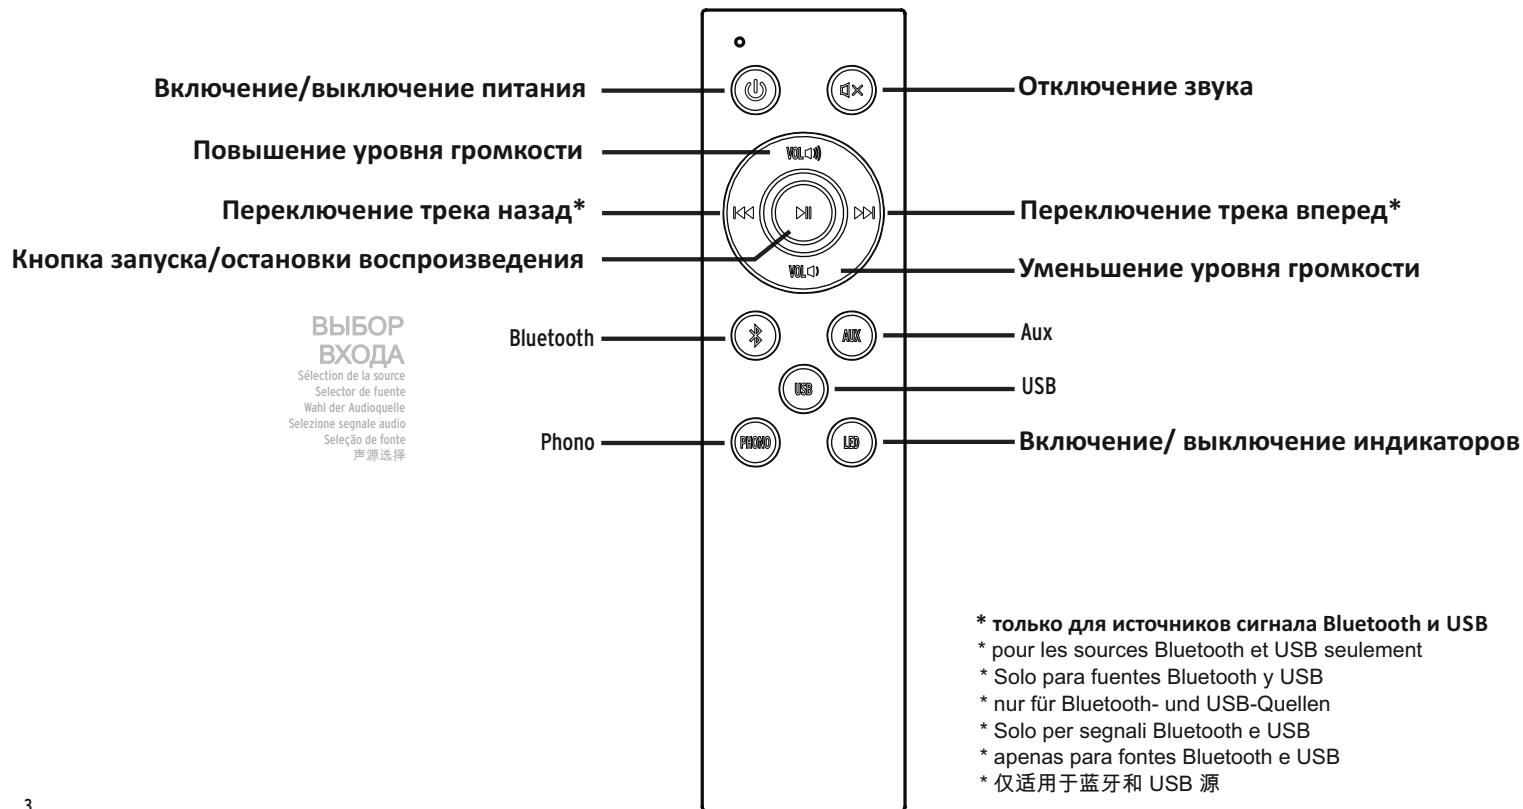 Включение/выключение питания
Отключение звука
Повышение уровня громкости
VOL
Переключение трека назад*
Переключение трека вперед*
Кнопка запуска/остановки воспроизведения
VOL
Уменьшение уровня громкости
ВЫБОР
ВХОДА
Sélection de la source
Selector de fuente
Wahl der Audioquelle
Selezione segnale audio
Seleção de fonte
声源选择
Bluetooth
AUX
Aux
USB
USB
Phono
PHONO
LED
Включение/ выключение индикаторов
* только для источников сигнала Bluetooth и USB
* pour les sources Bluetooth et USB seulement
* Solo para fuentes Bluetooth y USB
* nur für Bluetooth- und USB-Quellen
* Solo per segnali Bluetooth e USB
* apenas para fontes Bluetooth e USB
* 仅适用于蓝牙和 USB 源
3